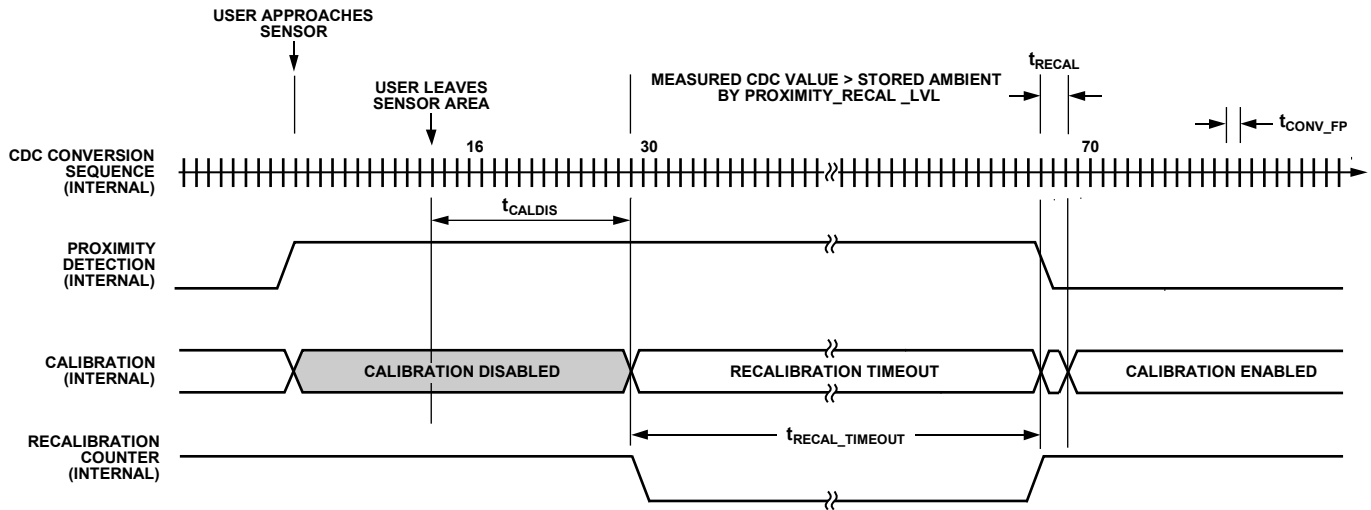 USER APPROACHES
SENSOR
USER LEAVES
SENSOR AREA
MEASURED CDC VALUE > STORED AMBIENT
BY PROXIMITY_RECAL _LVL
tRECAL
tCONV_FP
CDC CONVERSION
SEQUENCE
(INTERNAL)
16
30
70
tCALDIS
PROXIMITY
DETECTION
(INTERNAL)
CALIBRATION
(INTERNAL)
CALIBRATION DISABLED
RECALIBRATION TIMEOUT
CALIBRATION ENABLED
RECALIBRATION
COUNTER
(INTERNAL)
tRECAL_TIMEOUT